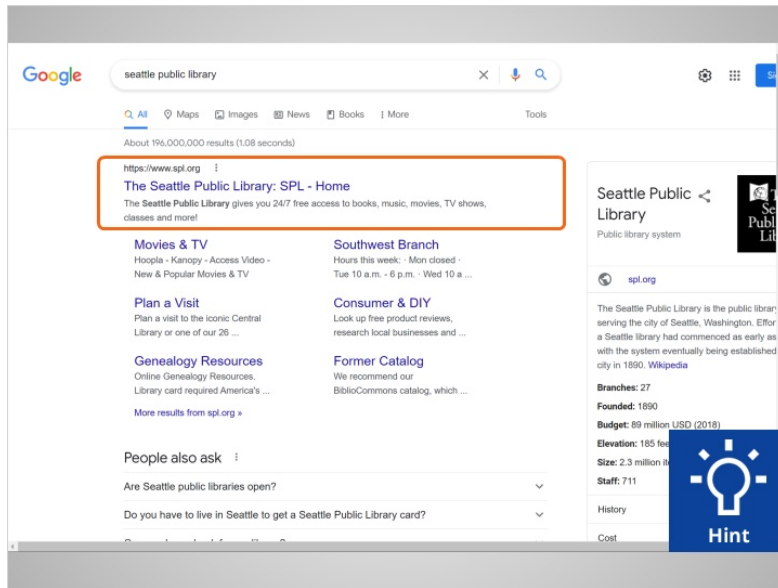 Google
seattle public library
All Maps Images News Books More Tools
About 196,000,000 results (1.08 seconds)
https://www.spl.org
The Seattle Public Library: SPL - Home
The Seattle Public Library gives you 24/7 free access to books, music, movies, TV shows,
classes and more!
Movies & TV
Hoopla - Kanopy - Access Video -
New & Popular Movies & TV
Southwest Branch
Hours this week: · Mon closed ·
Tue 10 a.m. - 6 p.m. · Wed 10 a ...
Plan a Visit
Plan a visit to the iconic Central
Library or one of our 26 ...
Consumer & DIY
Look up free product reviews,
research local businesses and ...
Genealogy Resources
Online Genealogy Resources.
Library card required America's ...
Former Catalog
We recommend our
BiblioCommons catalog, which ...
More results from spl.org »
People also ask
Are Seattle public libraries open?
Do you have to live in Seattle to get a Seattle Public Library card?
Seattle Public
Library
Public library system
spl.org
The Seattle Public Library is the public library
serving the city of Seattle, Washington. Effor
a Seattle library had commenced as early as
with the system eventually being established
city in 1890. Wikipedia
Branches: 27
Founded: 1890
Budget: 89 million USD (2018)
Elevation: 185 fee
Size: 2.3 million it
Staff: 711
History
Cost
Hint